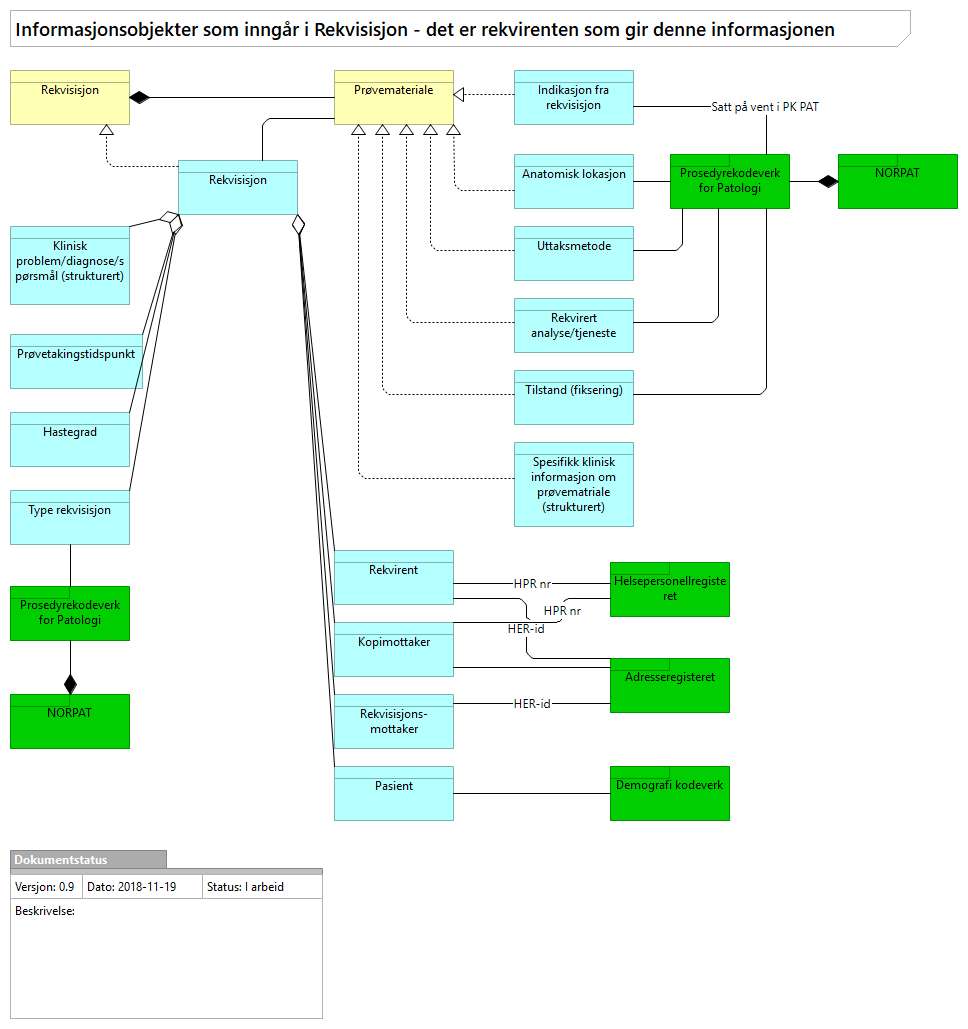 Informasjonsobjekter som inngår i Rekvisisjon - det er rekvirenten som gir denne informasjonen
Rekvisisjon
Prøvemateriale
Indikasjon fra
rekvisisjon
Satt på vent i PK PAT
Rekvisisjon
Anatomisk lokasjon
Prosedyrekodeverk
for Patologi
NORPAT
Klinisk
problem/diagnose/s
pørsmål (strukturert)
Uttaksmetode
Rekvirert
analyse/tjeneste
Prøvetakingstidspunkt
Tilstand (fiksering)
Hastegrad
Spesifikk klinisk
informasjon om
prøvematriale
(strukturert)
Type rekvisisjon
Rekvirent
HPR nr
Helsepersonellregiste
ret
Prosedyrekodeverk
for Patologi
HPR nr
HER-id
Kopimottaker
Adresseregisteret
NORPAT
Rekvisisjons-
mottaker
HER-id
Pasient
Demografi kodeverk
Dokumentstatus
Versjon: 0.9 Dato: 2018-11-19 Status: I arbeid
Beskrivelse: